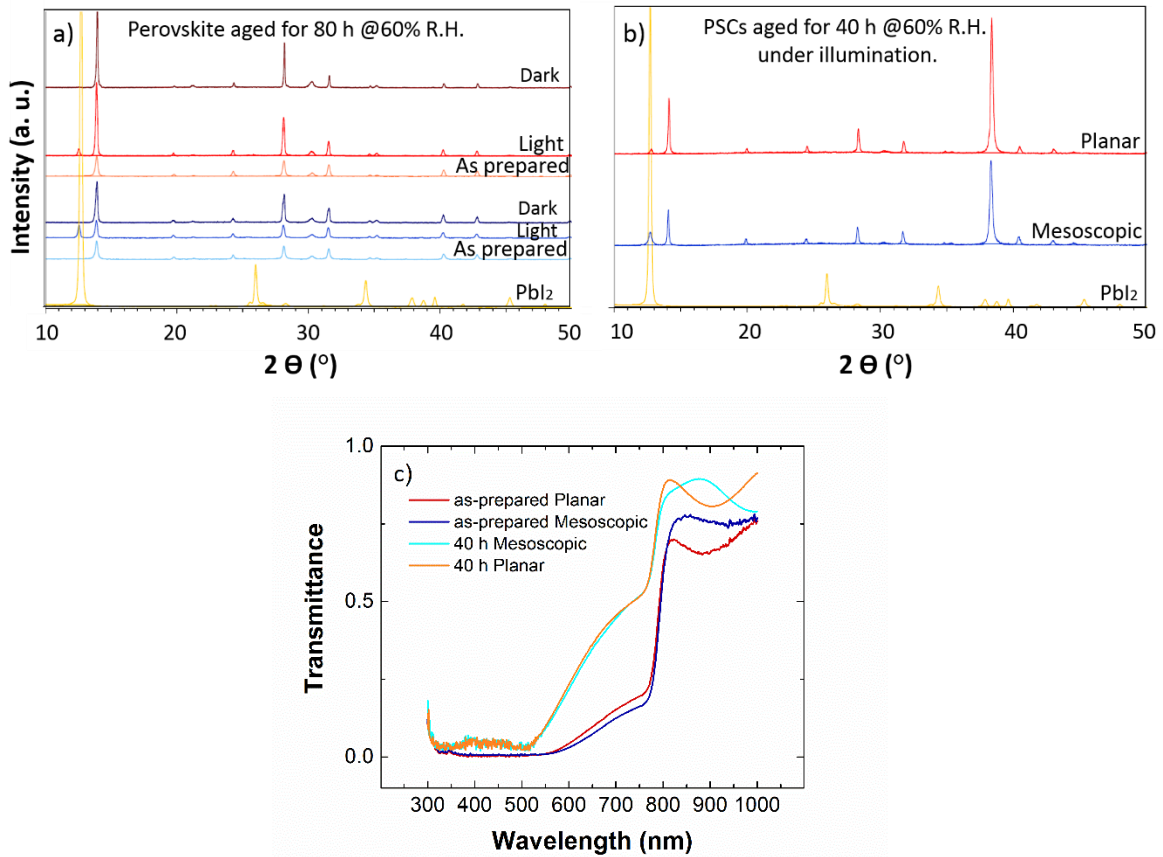 a)
Perovskite aged for 80 h @60% R.H.
Dark
Light
As prepared
Dark
Light
As prepared
PbI₂
Intensity (a. u.)
10 20 30 40 50
2 Ө (°)
b)
PSCs aged for 40 h @60% R.H.
under illumination.
Planar
Mesoscopic
PbI₂
10 20 30 40 50
2 Ө (°)
c)
as-prepared Planar
as-prepared Mesoscopic
40 h Mesoscopic
40 h Planar
1.0
0.5
0.0
Transmittance
300 400 500 600 700 800 900 1000
Wavelength (nm)